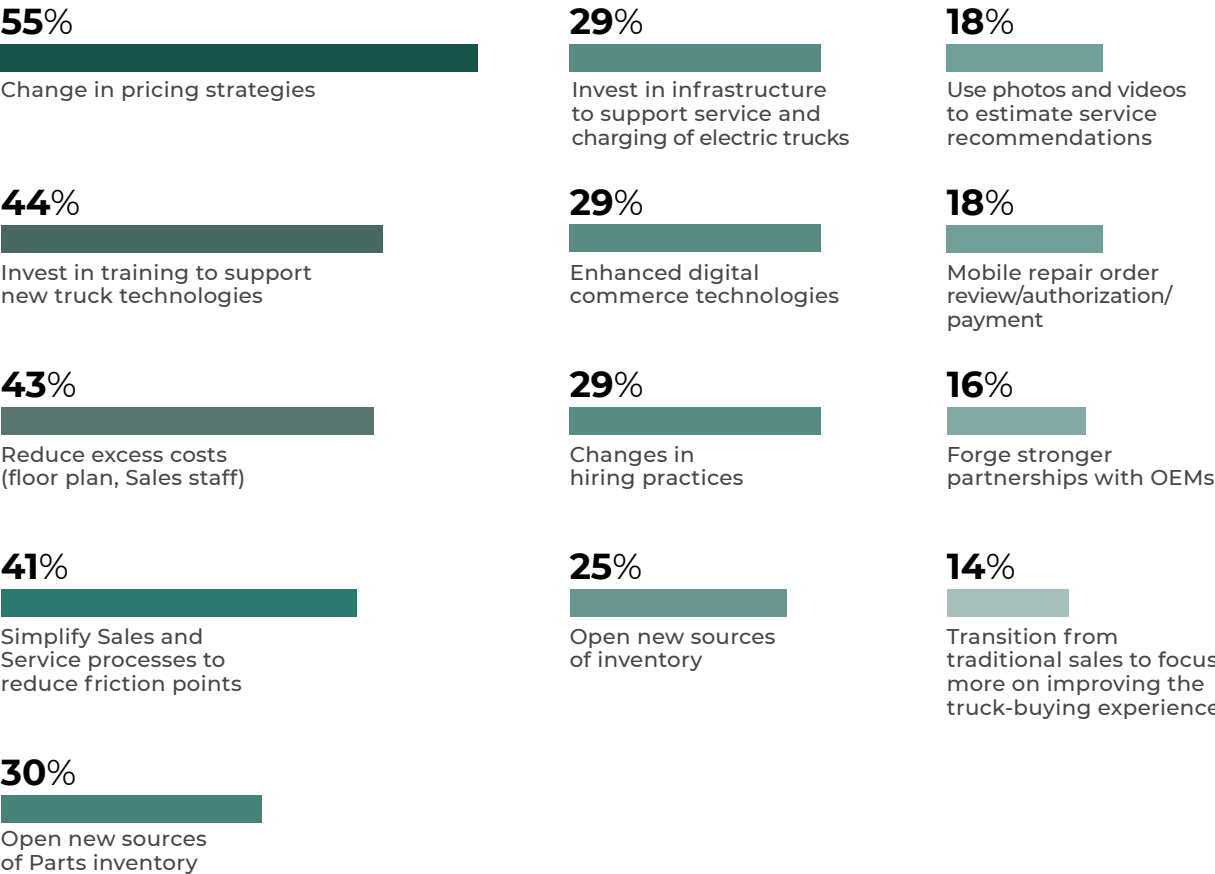 55%
Change in pricing strategies
44%
Invest in training to support
new truck technologies
43%
Reduce excess costs
(floor plan, Sales staff)
41%
Simplify Sales and
Service processes to
reduce friction points
30%
Open new sources
of Parts inventory
29%
Invest in infrastructure
to support service and
charging of electric trucks
29%
Enhanced digital
commerce technologies
29%
Changes in
hiring practices
25%
Open new sources
of inventory
18%
Use photos and videos
to estimate service
recommendations
18%
Mobile repair order
review/authorization/
payment
16%
Forge stronger
partnerships with OEMs
14%
Transition from
traditional sales to focus
more on improving the
truck-buying experience